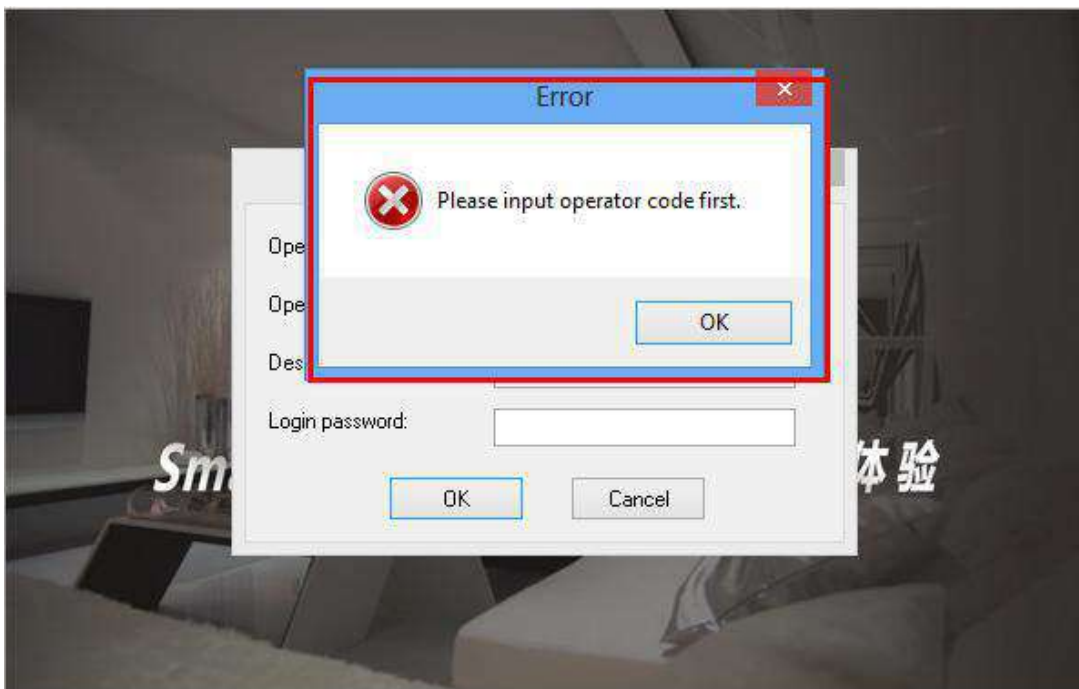 Error
Please input operator code first.
OK
Ope
Ope
Des
Login password:
OK
Cancel
Sm
体验